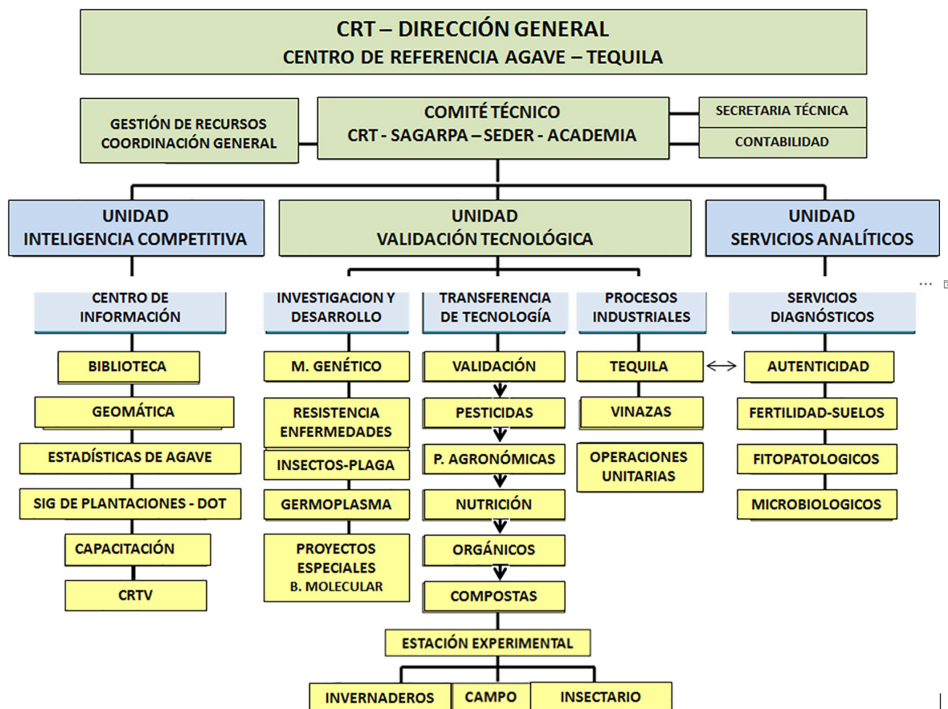 CRT – DIRECCIÓN GENERAL
CENTRO DE REFERENCIA AGAVE – TEQUILA
GESTIÓN DE RECURSOS
COORDINACIÓN GENERAL
COMITÉ TÉCNICO
CRT - SAGARPA – SEDER - ACADEMIA
SECRETARIA TÉCNICA
CONTABILIDAD
UNIDAD
INTELIGENCIA COMPETITIVA
UNIDAD
VALIDACIÓN TECNOLÓGICA
UNIDAD
SERVICIOS ANALÍTICOS
CENTRO DE
INFORMACIÓN
BIBLIOTECA
GEOMÁTICA
ESTADÍSTICAS DE AGAVE
SIG DE PLANTACIONES - DOT
CAPACITACIÓN
CRTV
INVESTIGACION Y
DESARROLLO
M. GENÉTICO
RESISTENCIA
ENFERMEDADES
INSECTOS-PLAGA
GERMOPLASMA
PROYECTOS
ESPECIALES
B. MOLECULAR
TRANSFERENCIA
DE TECNOLOGÍA
VALIDACIÓN
PESTICIDAS
P. AGRONÓMICAS
NUTRICIÓN
ORGÁNICOS
COMPOSTAS
ESTACIÓN EXPERIMENTAL
INVERNADEROS
CAMPO
INSECTARIO
PROCESOS
INDUSTRIALES
TEQUILA
VINAZAS
OPERACIONES
UNITARIAS
SERVICIOS
DIAGNÓSTICOS
AUTENTICIDAD
FERTILIDAD-SUELOS
FITOPATOLOGICOS
MICROBIOLOGICOS